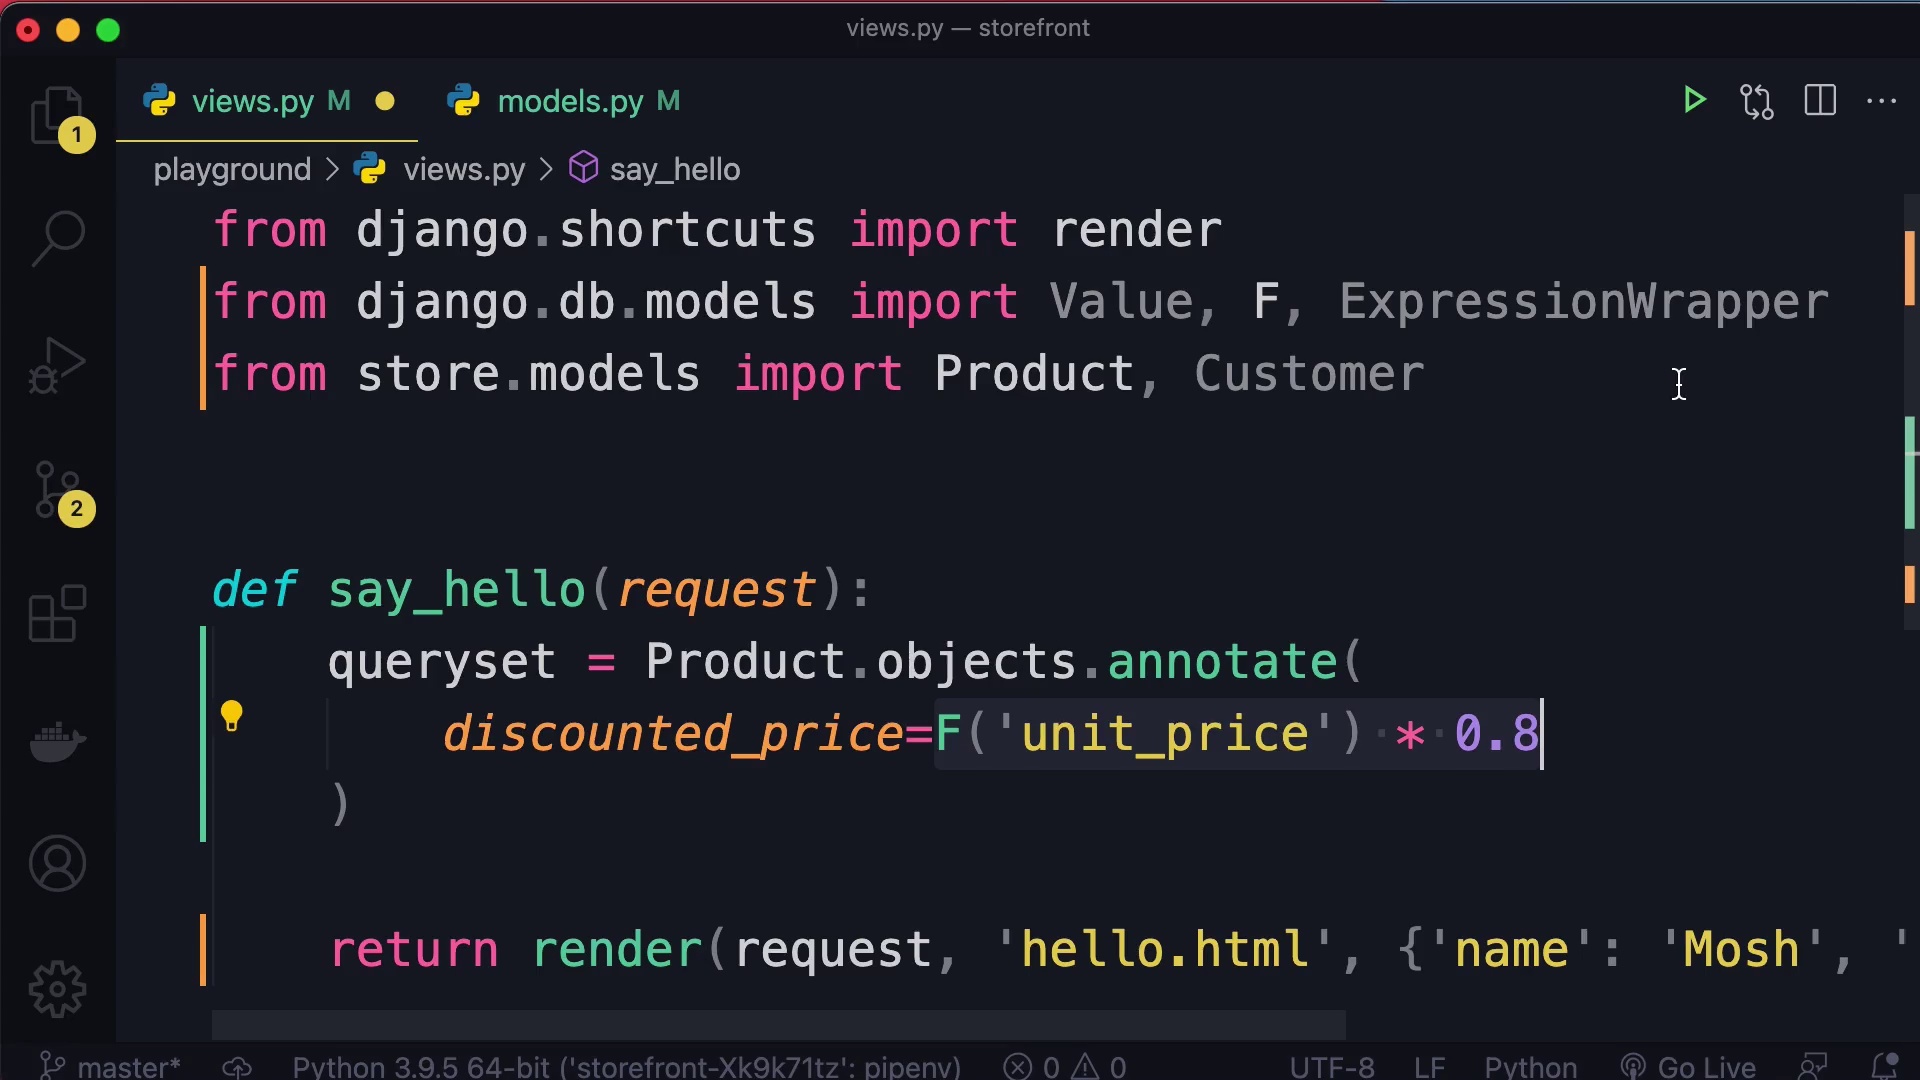 views.py — storefront
views.py M models.py M
1
playground > views.py > say_hello
from django.shortcuts import render
from django.db.models import Value, F, ExpressionWrapper
from store.models import Product, Customer
2
def say_hello(request):
queryset = Product.objects.annotate(
discounted_price=F('unit_price') * 0.8
)
return render(request, 'hello.html', {'name': 'Mosh', '
master* Python 3.9.5 64-bit ('storefront-Xk9k71tz': pipenv) 0 0 UTF-8 LF Python Go Live